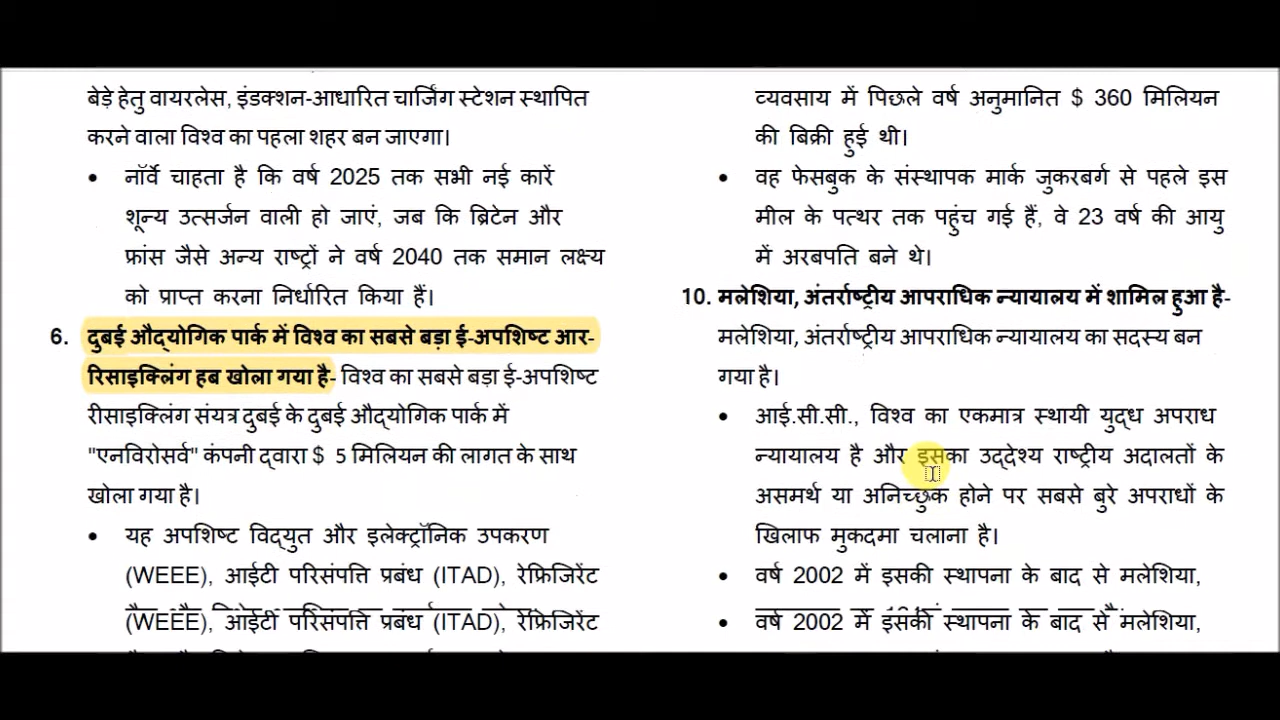 बेड़े हेतु वायरलेस, इंडक्शन-आधारित चार्जिंग स्टेशन स्थापित
करने वाला विश्व का पहला शहर बन जाएगा।
• नॉर्वे चाहता है कि वर्ष 2025 तक सभी नई कारें
शून्य उत्सर्जन वाली हो जाएं, जब कि ब्रिटेन और
फ्रांस जैसे अन्य राष्ट्रों ने वर्ष 2040 तक समान लक्ष्य
को प्राप्त करना निर्धारित किया हैं।
6. दुबई औद्योगिक पार्क में विश्व का सबसे बड़ा ई-अपशिष्ट आर-
रिसाइक्लिंग हब खोला गया है- विश्व का सबसे बड़ा ई-अपशिष्ट
रीसाइक्लिंग संयत्र दुबई के दुबई औद्योगिक पार्क में
"एनविरोसर्व" कंपनी द्वारा $ 5 मिलियन की लागत के साथ
खोला गया है।
• यह अपशिष्ट विद्युत और इलेक्ट्रॉनिक उपकरण
(WEEE), आईटी परिसंपत्ति प्रबंध (ITAD), रेफ्रिजिरेंट
(WEEE), आईटी परिसंपत्ति प्रबंध (ITAD), रेफ्रिजिरेंट
व्यवसाय में पिछले वर्ष अनुमानित $ 360 मिलियन
की बिक्री हुई थी।
• वह फेसबुक के संस्थापक मार्क जुकरबर्ग से पहले इस
मील के पत्थर तक पहुंच गई हैं, वे 23 वर्ष की आयु
में अरबपति बने थे।
10. मलेशिया, अंतर्राष्ट्रीय आपराधिक न्यायालय में शामिल हुआ है-
मलेशिया, अंतर्राष्ट्रीय आपराधिक न्यायालय का सदस्य बन
गया है।
• आई.सी.सी., विश्व का एकमात्र स्थायी युद्ध अपराध
न्यायालय है और इसका उद्देश्य राष्ट्रीय अदालतों के
असमर्थ या अनिच्छुक होने पर सबसे बुरे अपराधों के
खिलाफ मुकदमा चलाना है।
• वर्ष 2002 में इसकी स्थापना के बाद से मलेशिया,
• वर्ष 2002 में इसकी स्थापना के बाद से मलेशिया,